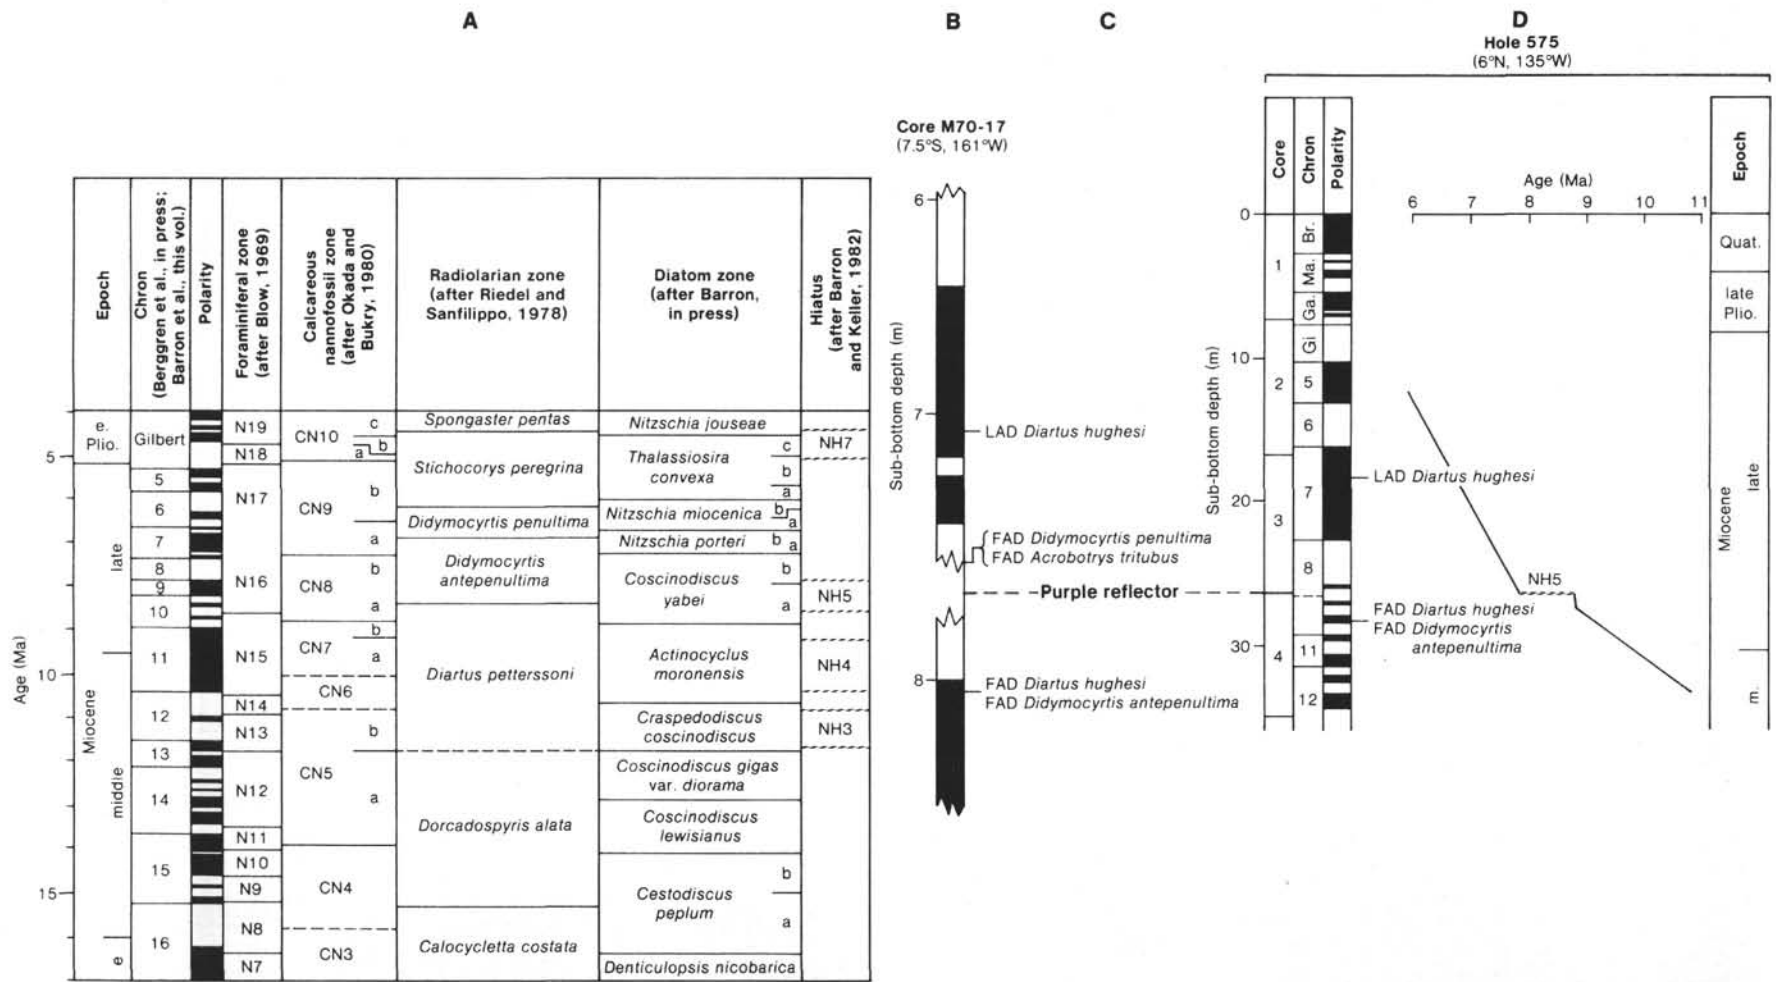 A
B
C
D
Hole 575
(6°N, 135°W)
Core M70-17
(7.5°S, 161°W)
Epoch
Chron
(Berggren et al., in press;
Barron et al., this vol.)
Polarity
Foraminiferal zone
(after Blow, 1969)
Calcareous
nannofossil zone
(after Okada and
Bukry, 1980)
Radiolarian zone
(after Riedel and
Sanfilippo, 1978)
Diatom zone
(after Barron,
in press)
Hiatus
(after Barron
and Keller, 1982)
Age (Ma)
5
10
15
e.
Plio.
Miocene
late
middle
e
Gilbert
5
6
7
8
9
10
11
12
13
14
15
16
N19
N18
N17
N16
N15
N14
N13
N12
N11
N10
N9
N8
N7
CN10
c
b
a
CN9
b
a
CN8
b
a
CN7
b
a
CN6
CN5
b
a
CN4
CN3
Spongaster pentas
Stichocorys peregrina
Didymocyrtis penultima
Didymocyrtis
antepenultima
Diartus petterssoni
Dorcadospyris alata
Calocycletta costata
Nitzschia jouseae
Thalassiosira
convexa
c
b
a
Nitzschia miocenica
b
a
Nitzschia porteri
b
a
Coscinodiscus
yabei
b
a
Actinocyclus
moronensis
Craspedodiscus
coscinodiscus
Coscinodiscus gigas
var. diorama
Coscinodiscus
lewisianus
Cestodiscus
peplum
b
a
Denticulopsis nicobarica
NH7
NH5
NH4
NH3
Sub-bottom depth (m)
6
7
8
LAD Diartus hughesi
FAD Didymocyrtis penultima
FAD Acrobotrys tritubus
Purple reflector
FAD Diartus hughesi
FAD Didymocyrtis antepenultima
Sub-bottom depth (m)
0
10
20
30
Core
Chron
Polarity
1
2
3
4
Br.
Ma.
Ga.
Gi
5
6
7
8
11
12
Age (Ma)
6
7
8
9
10
11
LAD Diartus hughesi
NH5
FAD Diartus hughesi
FAD Didymocyrtis
antepenultima
Epoch
Quat.
late
Plio.
Miocene
late
m.